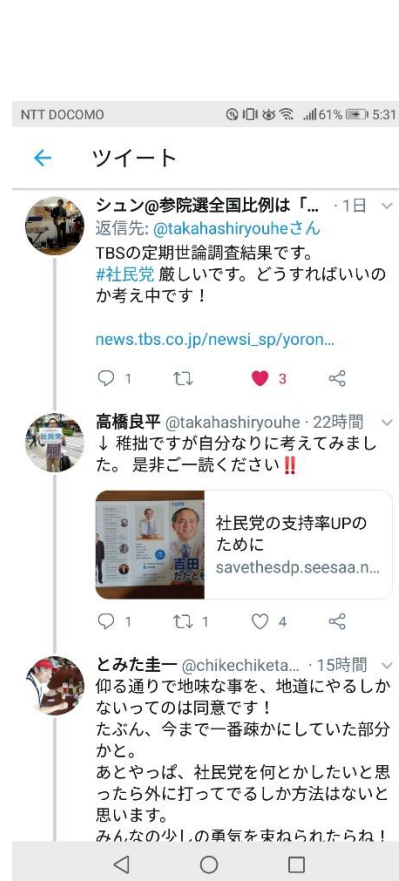 NTT DOCOMO 61% 5:31
ツイート
シュン@参院選全国比例は「... ・1日
返信先: @takahashiryouheさん
TBSの定期世論調査結果です。
#社民党 厳しいです。どうすればいいの
か考え中です！
news.tbs.co.jp/newsi_sp/yoron...
1 3
高橋良平 @takahashiryouhe・22時間
↓ 稚拙ですが自分なりに考えてみまし
た。 是非ご一読ください‼
社民党
吉田
ただとも
社民党の支持率UPの
ために
savethesdp.seesaa.n...
1 1 4
とみた圭一 @chikechiketa... ・15時間
仰る通りで地味な事を、地道にやるしか
ないってのは同意です！
たぶん、今まで一番疎かにしていた部分
かと。
あとやっぱ、社民党を何とかしたいと思
ったら外に打ってでるしか方法はないと
思います。
みんなの少しの勇気を束ねられたらね！